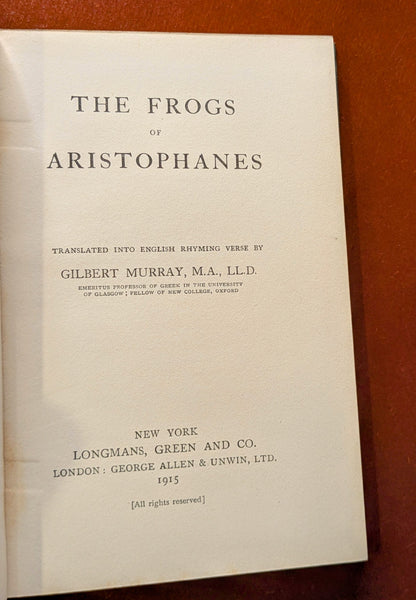 THE FROGS
OF
ARISTOPHANES
TRANSLATED INTO ENGLISH RHYMING VERSE BY
GILBERT MURRAY, M.A., LL.D.
EMERITUS PROFESSOR OF GREEK IN THE UNIVERSITY
OF GLASGOW; FELLOW OF NEW COLLEGE, OXFORD
NEW YORK
LONGMANS, GREEN AND CO.
LONDON: GEORGE ALLEN & UNWIN, LTD.
1915
[All rights reserved]